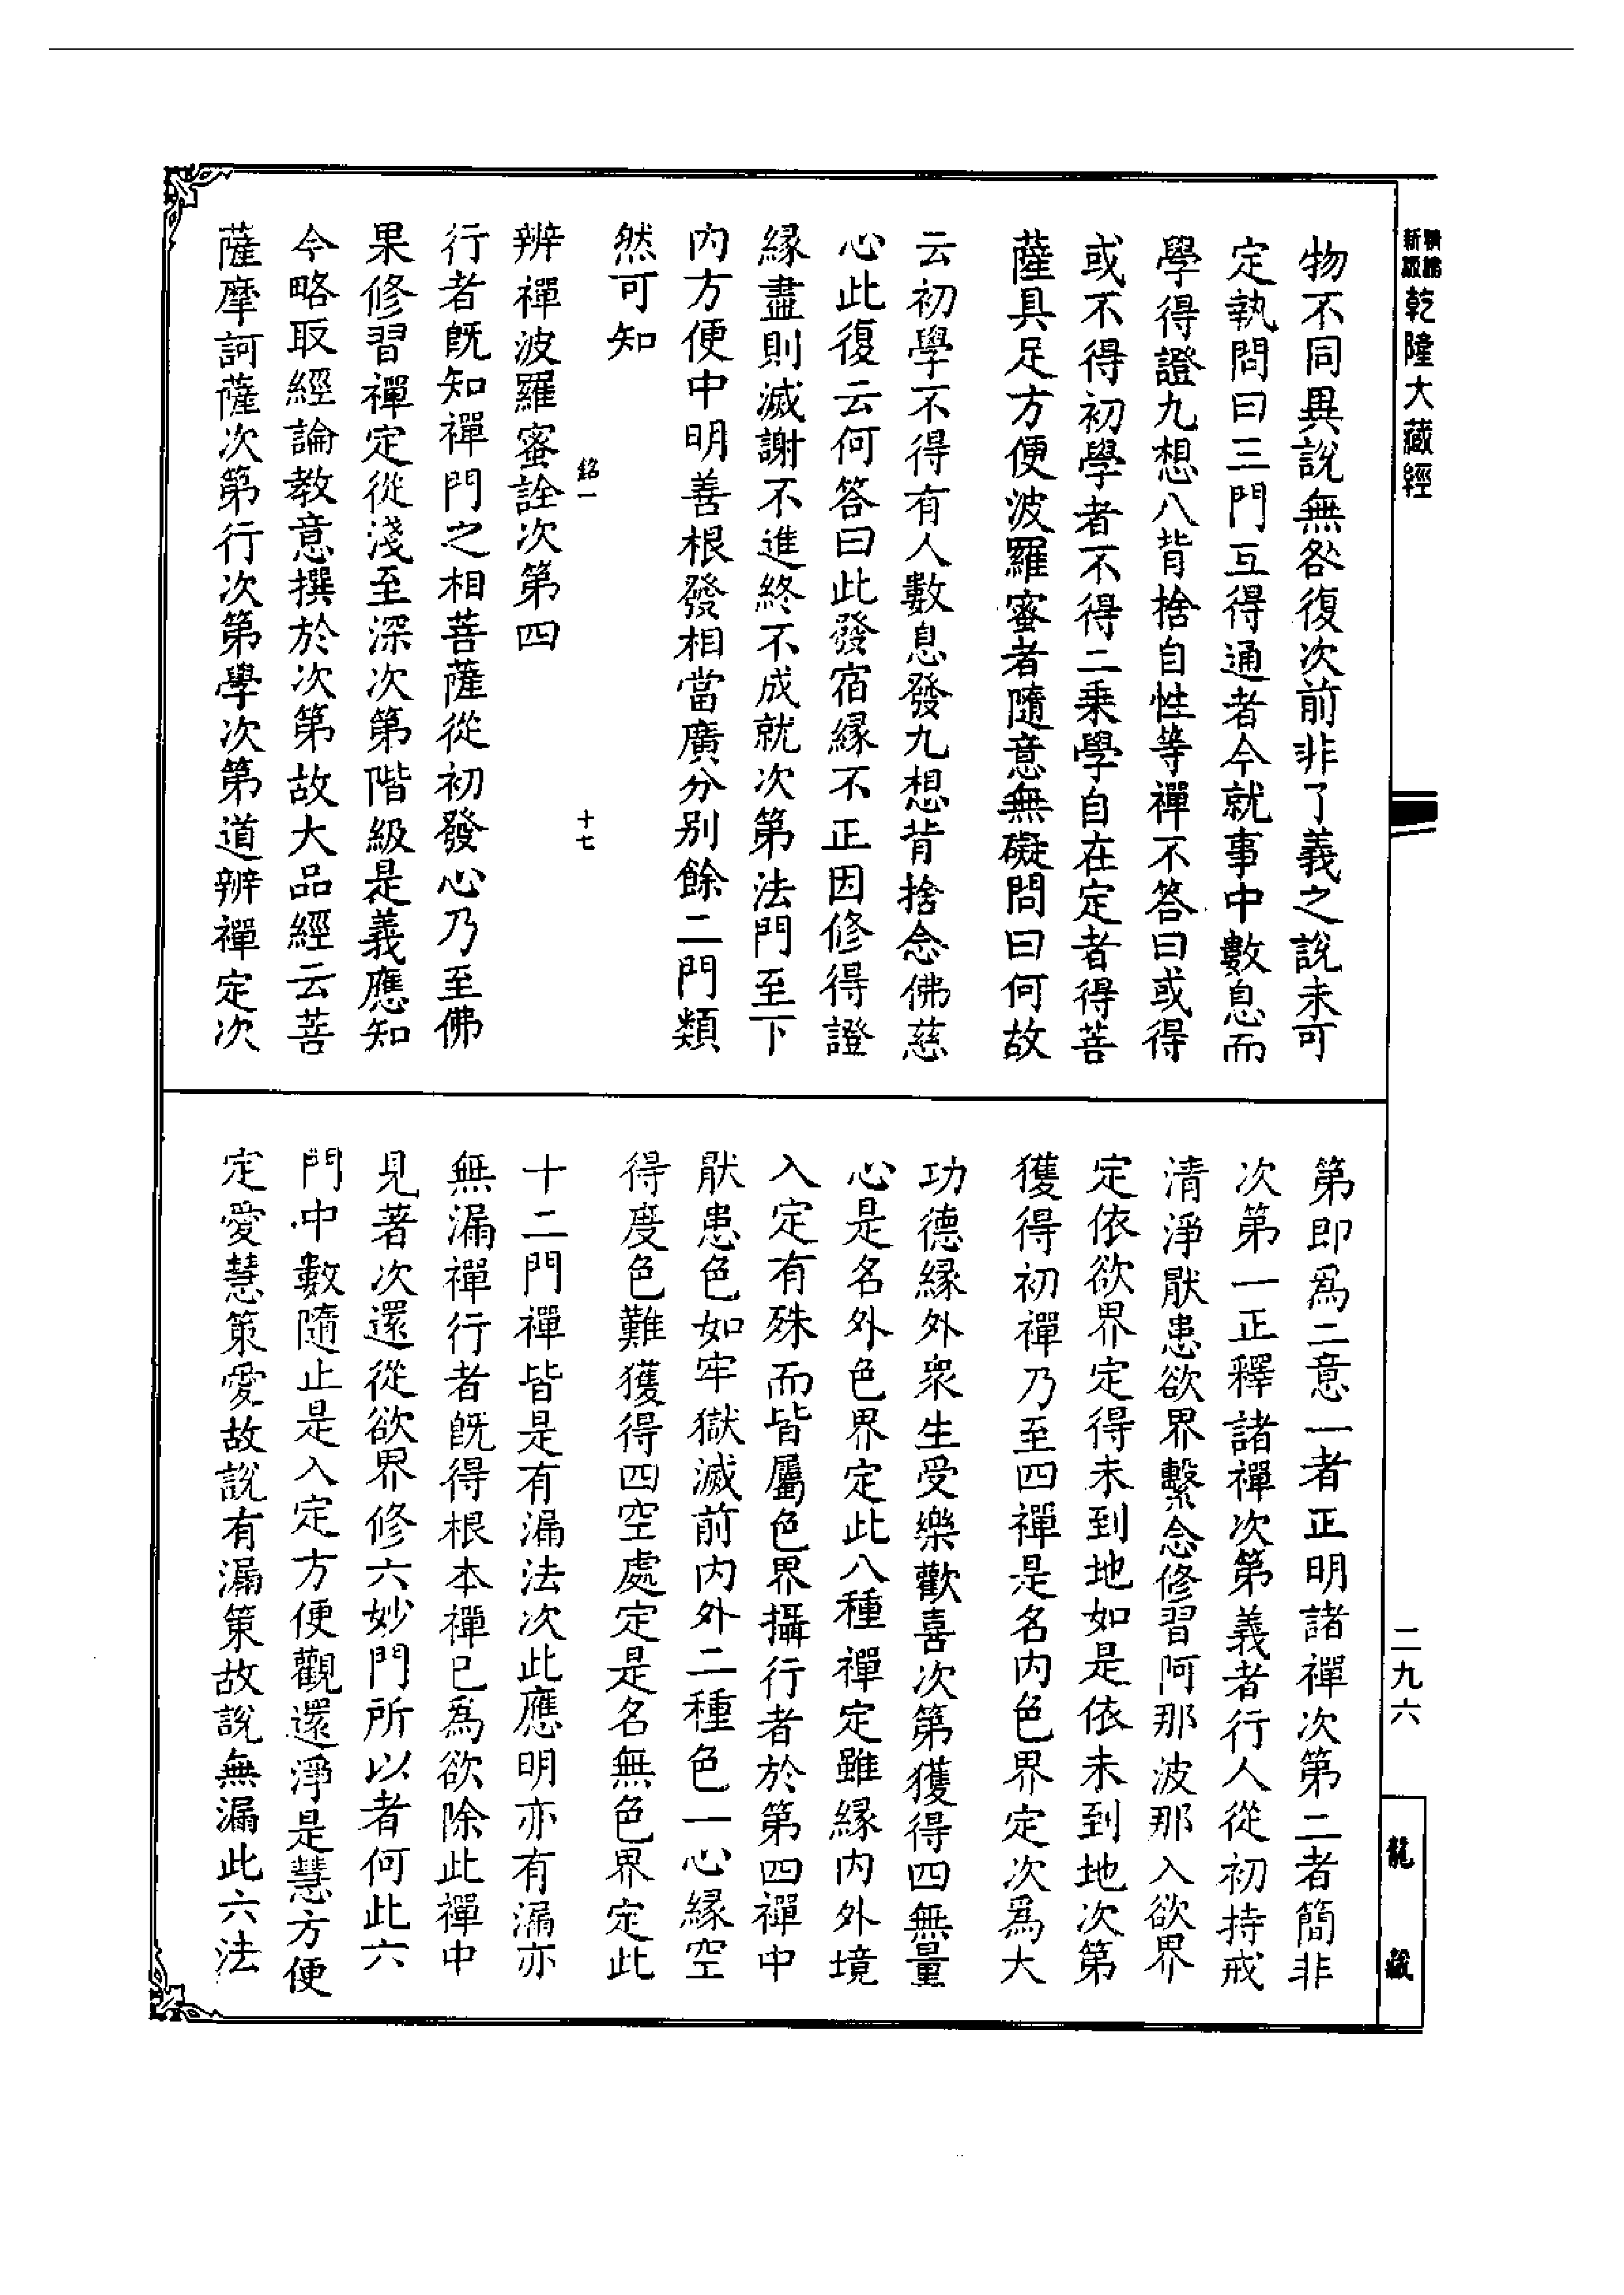 新版
乾隆大藏經
物不同異說無咎復次前非了義之說未可
定執問曰三門互得通者今就事中數息而
學得證九想八背捨自性等禪不答曰或得
或不得初學者不得二乘學自在定者得菩
薩具足方便波羅蜜者隨意無礙問曰何故
云初學不得有人數息發九想背捨念佛慈
心此復云何答曰此發宿緣不正因修得證
緣盡則滅謝不進終不成就次第法門至下
內方便中明善根發相當廣分別餘二門類
然可知
銘一
十七
辨禪波羅蜜詮次第四
行者旣知禪門之相菩薩從初發心乃至佛
果修習禪定從淺至深次第階級是義應知
今略取經論教意撰於次第故大品經云菩
薩摩訶薩次第行次第學次第道辨禪定次
第即爲二意一者正明諸禪次第二者簡非
次第一正釋諸禪次第義者行人從初持戒
清淨厭患欲界繫念修習阿那波那入欲界
定依欲界定得未到地如是依未到地次第
獲得初禪乃至四禪是名內色界定次爲大
功德緣外衆生受樂歡喜次第獲得四無量
心是名外色界定此八種禪定雖緣內外境
入定有殊而皆屬色界攝行者於第四禪中
厭患色如牢獄滅前內外二種色一心緣空
得度色難獲得四空處定是名無色界定此
十二門禪皆是有漏法次此應明亦有漏亦
無漏禪行者旣得根本禪已爲欲除此禪中
見著次還從欲界修六妙門所以者何此六
門中數隨止是入定方便觀還淨是慧方便
定愛慧策愛故說有漏策故說無漏此六法
二九六
龍藏